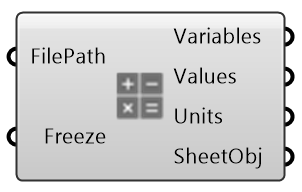 Variables
FilePath
Values
Units
Freeze
SheetObj